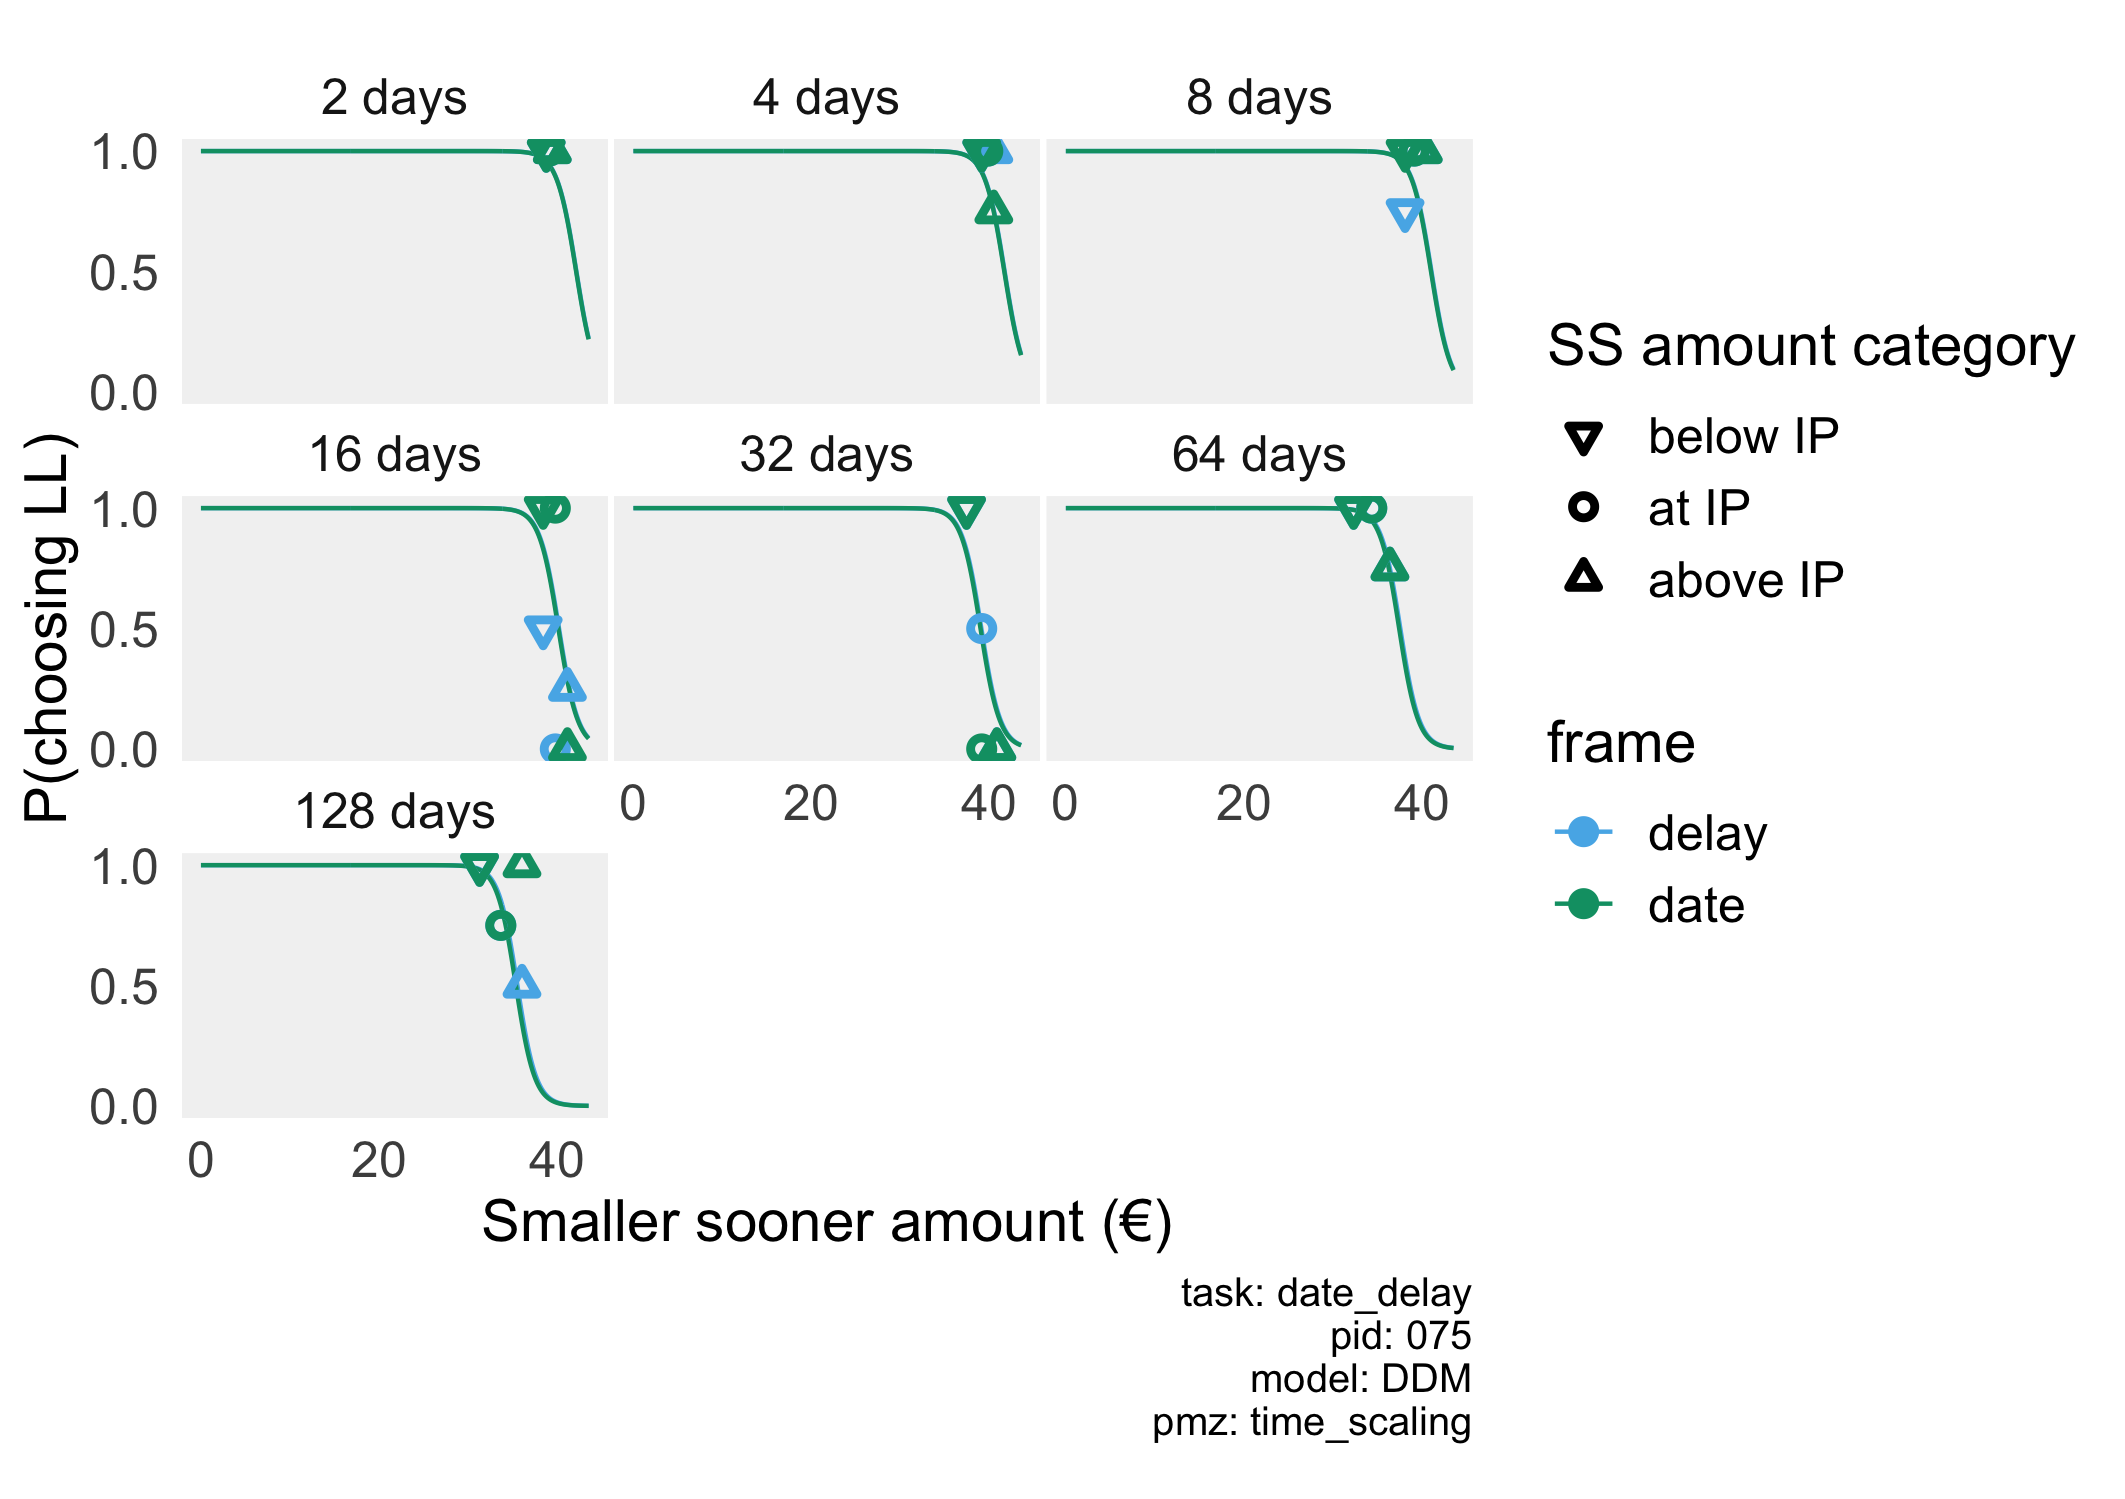 2 days
4 days
8 days
1.0
0.5
0.0
16 days
32 days
64 days
1.0
0.5
0.0
0
20
40
0
20
40
128 days
1.0
0.5
0.0
0
20
40
P(choosing LL)
Smaller sooner amount (€)
SS amount category
below IP
at IP
above IP
frame
delay
date
task: date_delay
pid: 075
model: DDM
pmz: time_scaling